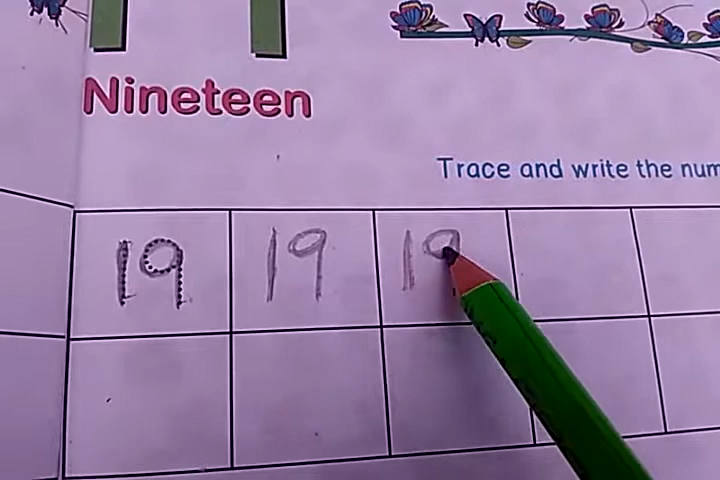 Nineteen
Trace and write the num
19 19 19